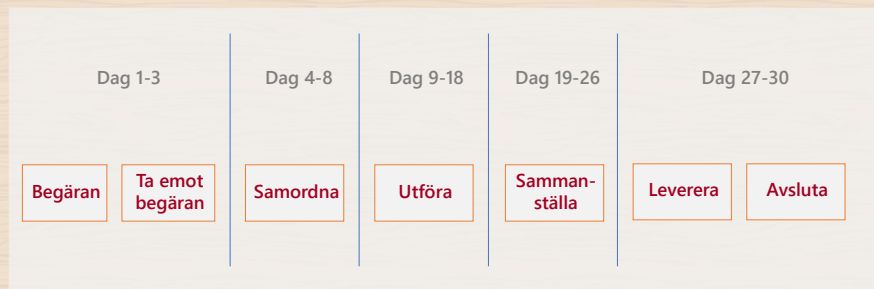 Dag 1-3
Dag 4-8
Dag 9-18
Dag 19-26
Dag 27-30
Begäran
Ta emot
begäran
Samordna
Utföra
Samman-
ställa
Leverera
Avsluta